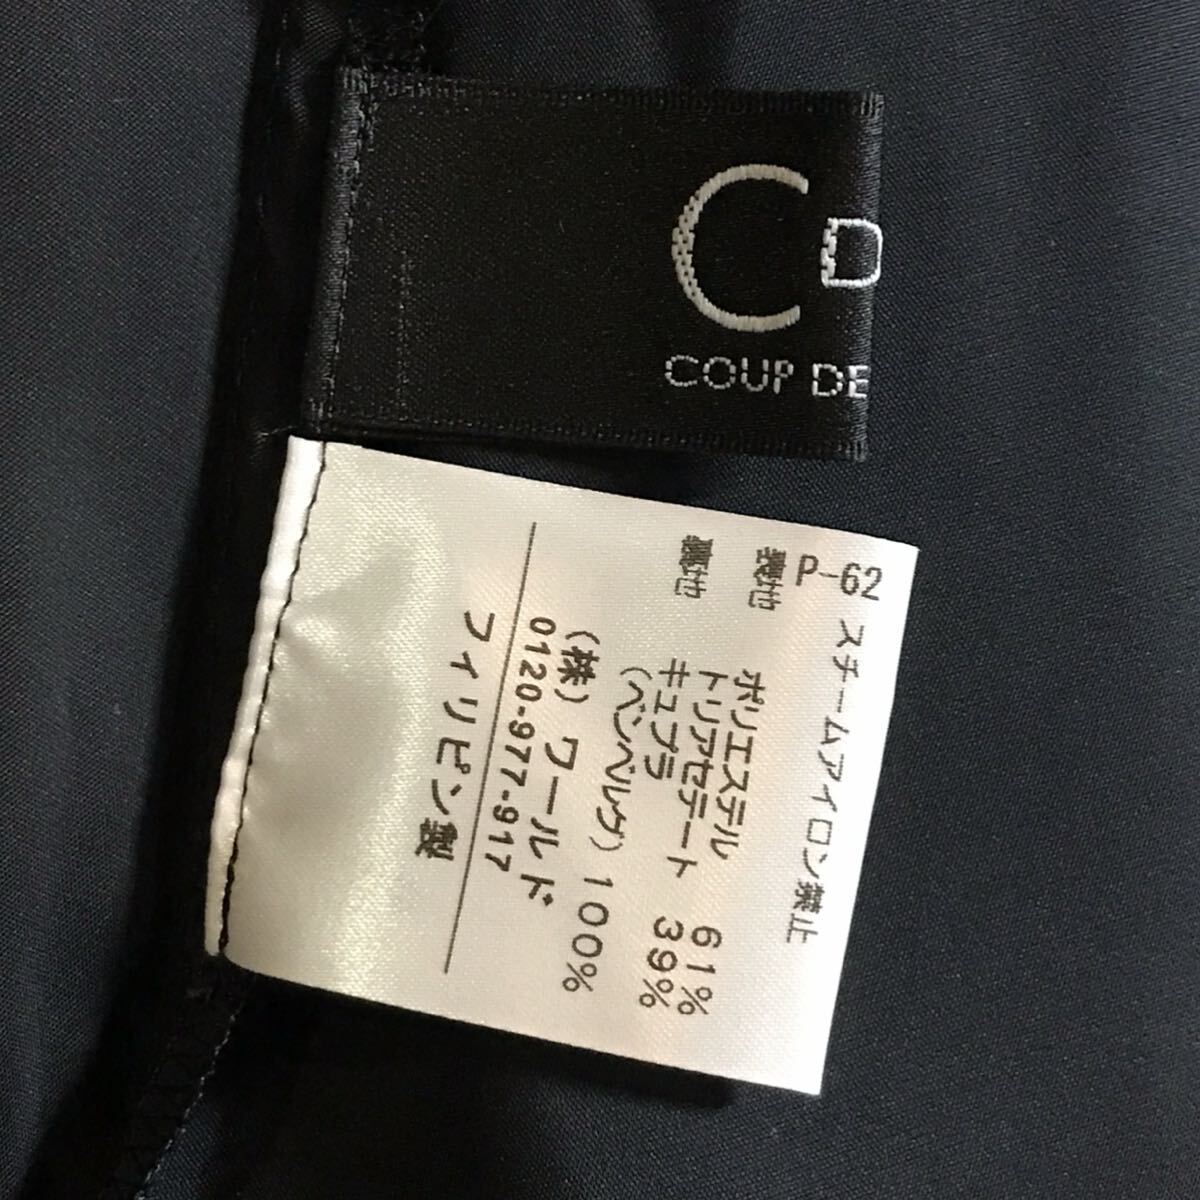 CD
COUP DE
P-62 スチームアイロン禁止
表地 ポリエステル 61%
トリアセテート 39%
裏地 キュプラ
(ベンベルグ) 100%
(株) ワールド
0120-977-917
フィリピン製